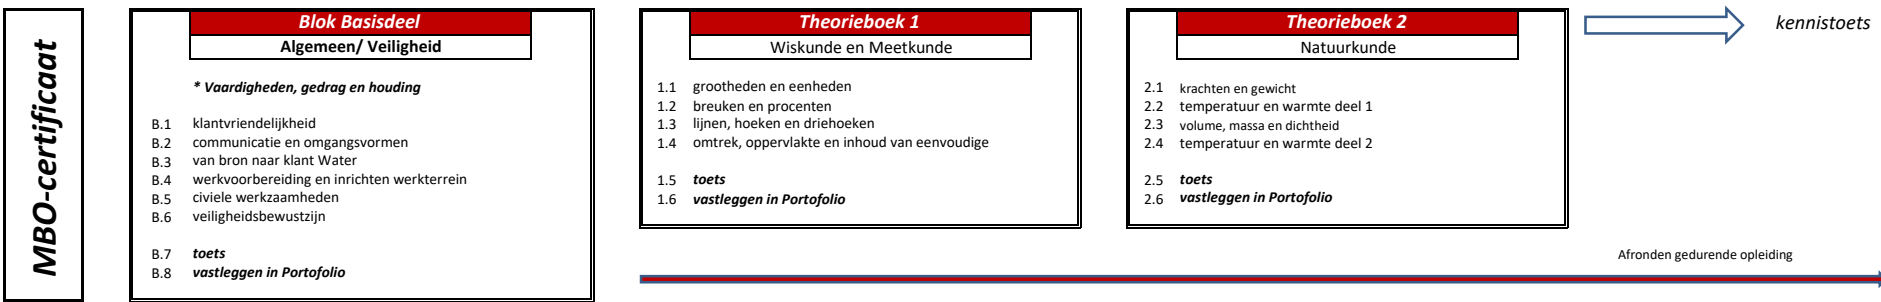 MBO-certificaat
Blok Basisdeel
Algemeen/ Veiligheid
* Vaardigheden, gedrag en houding
B.1 klantvriendelijkheid
B.2 communicatie en omgangsvormen
B.3 van bron naar klant Water
B.4 werkvoorbereiding en inrichten werkterrein
B.5 civiele werkzaamheden
B.6 veiligheidsbewustzijn
B.7 toets
B.8 vastleggen in Portofolio
Theorieboek 1
Wiskunde en Meetkunde
1.1 grootheden en eenheden
1.2 breuken en procenten
1.3 lijnen, hoeken en driehoeken
1.4 omtrek, oppervlakte en inhoud van eenvoudige
1.5 toets
1.6 vastleggen in Portofolio
Theorieboek 2
Natuurkunde
2.1 krachten en gewicht
2.2 temperatuur en warmte deel 1
2.3 volume, massa en dichtheid
2.4 temperatuur en warmte deel 2
2.5 toets
2.6 vastleggen in Portofolio
kennistoets
Afronden gedurende opleiding